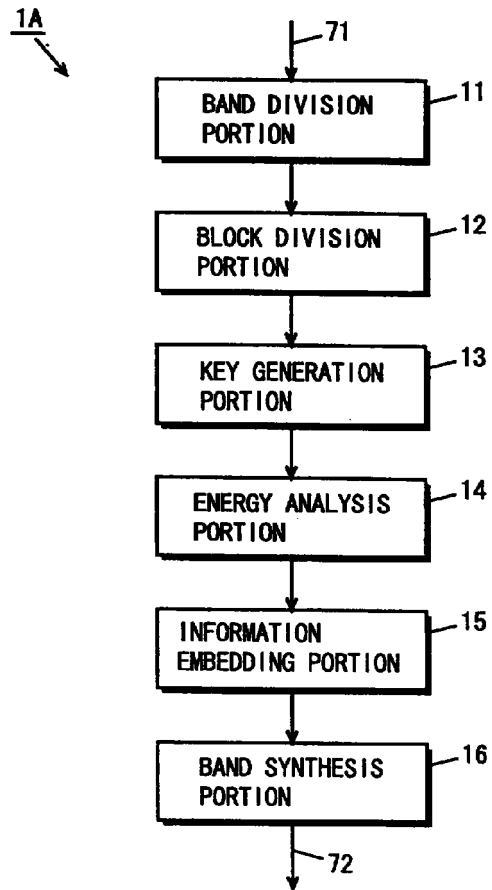 1A
71
BAND DIVISION
PORTION
11
BLOCK DIVISION
PORTION
12
KEY GENERATION
PORTION
13
ENERGY ANALYSIS
PORTION
14
INFORMATION
EMBEDDING PORTION
15
BAND SYNTHESIS
PORTION
16
72